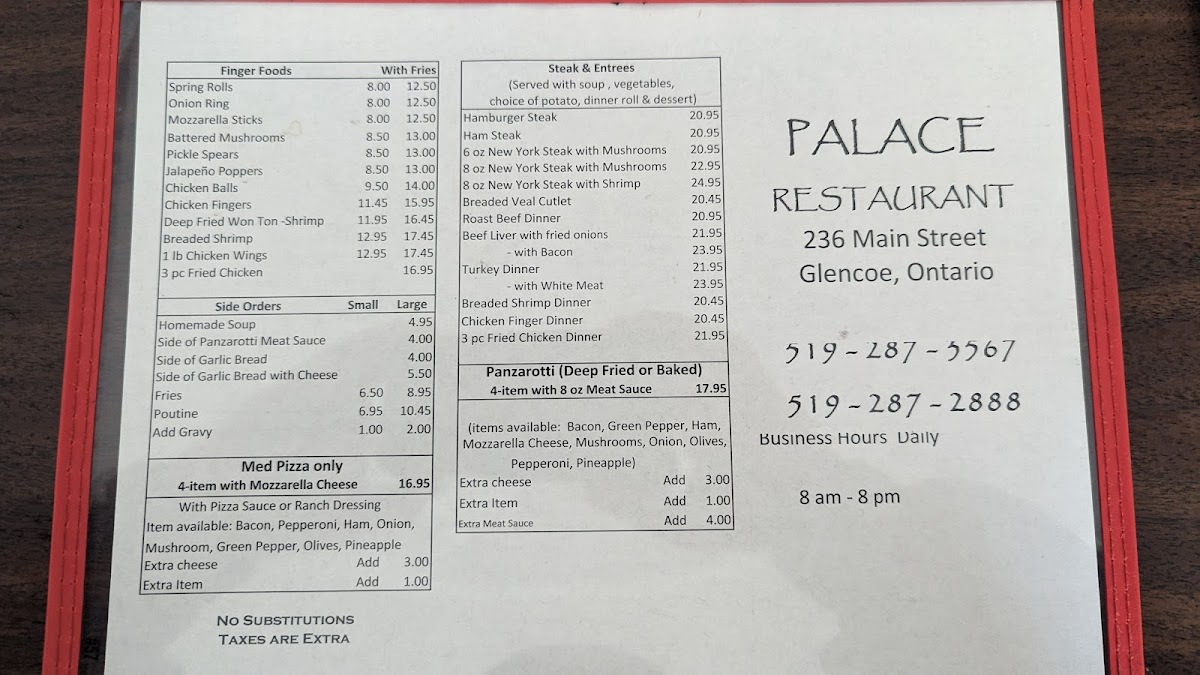 Finger Foods With Fries
Spring Rolls 8.00 12.50
Onion Ring 8.00 12.50
Mozzarella Sticks 8.00 12.50
Battered Mushrooms 8.50 13.00
Pickle Spears 8.50 13.00
Jalapeño Poppers 8.50 13.00
Chicken Balls 9.50 14.00
Chicken Fingers 11.45 15.95
Deep Fried Won Ton -Shrimp 11.95 16.45
Breaded Shrimp 12.95 17.45
1 lb Chicken Wings 12.95 17.45
3 pc Fried Chicken 16.95
Side Orders Small Large
Homemade Soup 4.95
Side of Panzarotti Meat Sauce 4.00
Side of Garlic Bread 4.00
Side of Garlic Bread with Cheese 5.50
Fries 6.50 8.95
Poutine 6.95 10.45
Add Gravy 1.00 2.00
Med Pizza only
4-item with Mozzarella Cheese 16.95
With Pizza Sauce or Ranch Dressing
Item available: Bacon, Pepperoni, Ham, Onion,
Mushroom, Green Pepper, Olives, Pineapple
Extra cheese Add 3.00
Extra Item Add 1.00
No Substitutions
Taxes are Extra
Steak & Entrees
(Served with soup , vegetables,
choice of potato, dinner roll & dessert)
Hamburger Steak 20.95
Ham Steak 20.95
6 oz New York Steak with Mushrooms 20.95
8 oz New York Steak with Mushrooms 22.95
8 oz New York Steak with Shrimp 24.95
Breaded Veal Cutlet 20.45
Roast Beef Dinner 20.95
Beef Liver with fried onions 21.95
- with Bacon 23.95
Turkey Dinner 21.95
- with White Meat 23.95
Breaded Shrimp Dinner 20.45
Chicken Finger Dinner 20.45
3 pc Fried Chicken Dinner 21.95
Panzarotti (Deep Fried or Baked)
4-item with 8 oz Meat Sauce 17.95
(items available: Bacon, Green Pepper, Ham,
Mozzarella Cheese, Mushrooms, Onion, Olives,
Pepperoni, Pineapple)
Extra cheese Add 3.00
Extra Item Add 1.00
Extra Meat Sauce Add 4.00
PALACE
RESTAURANT
236 Main Street
Glencoe, Ontario
519-287-5567
519-287-2888
Business Hours Daily
8 am - 8 pm